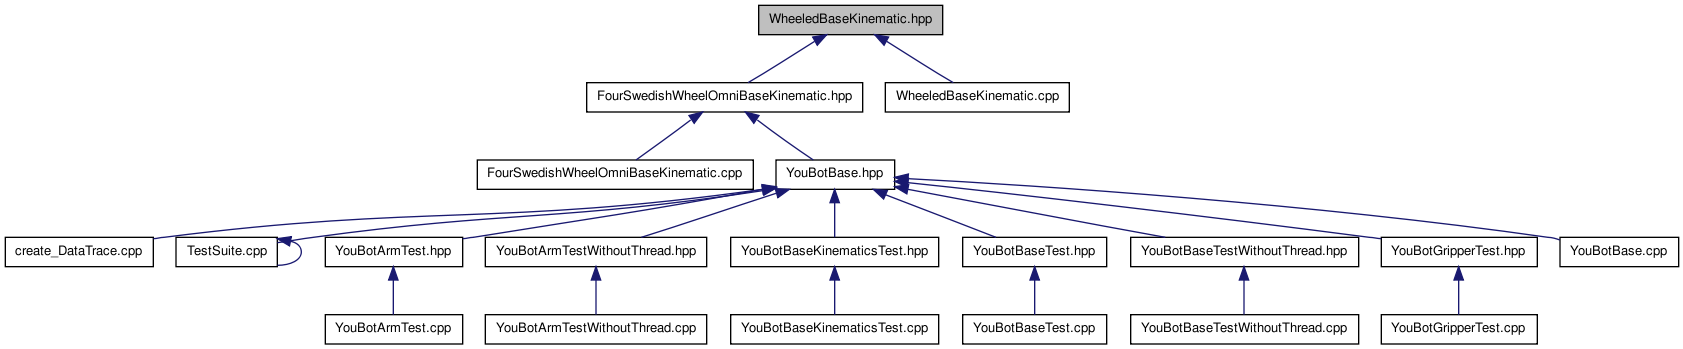 WheeledBaseKinematic.hpp
FourSwedishWheelOmniBaseKinematic.hpp
WheeledBaseKinematic.cpp
FourSwedishWheelOmniBaseKinematic.cpp
YouBotBase.hpp
create_DataTrace.cpp
TestSuite.cpp
YouBotArmTest.hpp
YouBotArmTestWithoutThread.hpp
YouBotBaseKinematicsTest.hpp
YouBotBaseTest.hpp
YouBotBaseTestWithoutThread.hpp
YouBotGripperTest.hpp
YouBotBase.cpp
YouBotArmTest.cpp
YouBotArmTestWithoutThread.cpp
YouBotBaseKinematicsTest.cpp
YouBotBaseTest.cpp
YouBotBaseTestWithoutThread.cpp
YouBotGripperTest.cpp